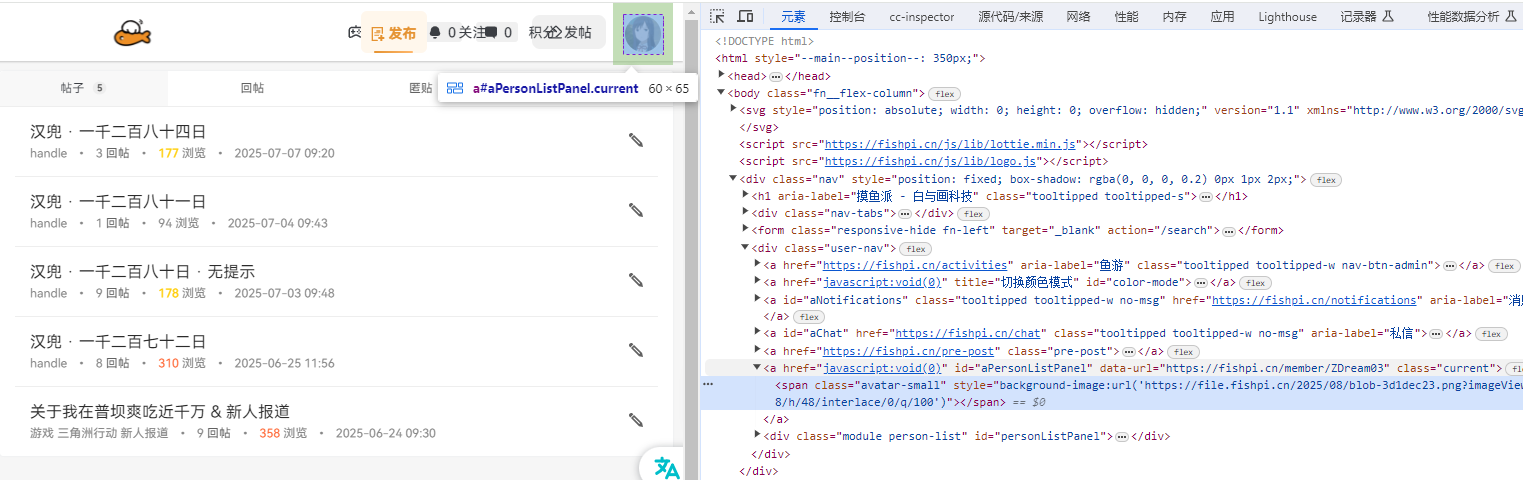 发布
0 关注
0
积分
发帖
帖子 5
回帖
匿贴
a#aPersonListPanel.current 60 × 65
汉兜 · 一千二百八十四日
handle • 3 回帖 • 177 浏览 • 2025-07-07 09:20
汉兜 · 一千二百八十一日
handle • 1 回帖 • 94 浏览 • 2025-07-04 09:43
汉兜 · 一千二百八十日 · 无提示
handle • 9 回帖 • 178 浏览 • 2025-07-03 09:48
汉兜 · 一千二百七十二日
handle • 8 回帖 • 310 浏览 • 2025-06-25 11:56
关于我在普坝爽吃近千万 & 新人报道
游戏 三角洲行动 新人报道 • 9 回帖 • 358 浏览 • 2025-06-24 09:30
元素 控制台 cc-inspector 源代码/来源 网络 性能 内存 应用 Lighthouse 记录器 性能数据分析
<!DOCTYPE html>
<html style="--main--position--: 350px;">
<head>…</head>
<body class="fn__flex-column"> flex
<svg style="position: absolute; width: 0; height: 0; overflow: hidden;" version="1.1" xmlns="http://www.w3.org/2000/svg
</svg>
<script src="https://fishpi.cn/js/lib/lottie.min.js"></script>
<script src="https://fishpi.cn/js/lib/logo.js"></script>
<div class="nav" style="position: fixed; box-shadow: rgba(0, 0, 0, 0.2) 0px 1px 2px;"> flex
<h1 aria-label="摸鱼派 - 白与画科技" class="tooltipped tooltipped-s">…</h1>
<div class="nav-tabs">…</div> flex
<form class="responsive-hide fn-left" target="_blank" action="/search">…</form>
<div class="user-nav"> flex
<a href="https://fishpi.cn/activities" aria-label="鱼游" class="tooltipped tooltipped-w nav-btn-admin">…</a> flex
<a href="javascript:void(0)" title="切换颜色模式" id="color-mode">…</a> flex
<a id="aNotifications" class="tooltipped tooltipped-w no-msg" href="https://fishpi.cn/notifications" aria-label="消
</a> flex
<a id="aChat" href="https://fishpi.cn/chat" class="tooltipped tooltipped-w no-msg" aria-label="私信">…</a> flex
<a href="https://fishpi.cn/pre-post" class="pre-post">…</a> flex
<a href="javascript:void(0)" id="aPersonListPanel" data-url="https://fishpi.cn/member/ZDream03" class="current">
… <span class="avatar-small" style="background-image:url('https://file.fishpi.cn/2025/08/blob-3d1dec23.png?imageView
8/h/48/interlace/0/q/100')"></span> == $0
</a>
<div class="module person-list" id="personListPanel">…</div>
</div>
</div>